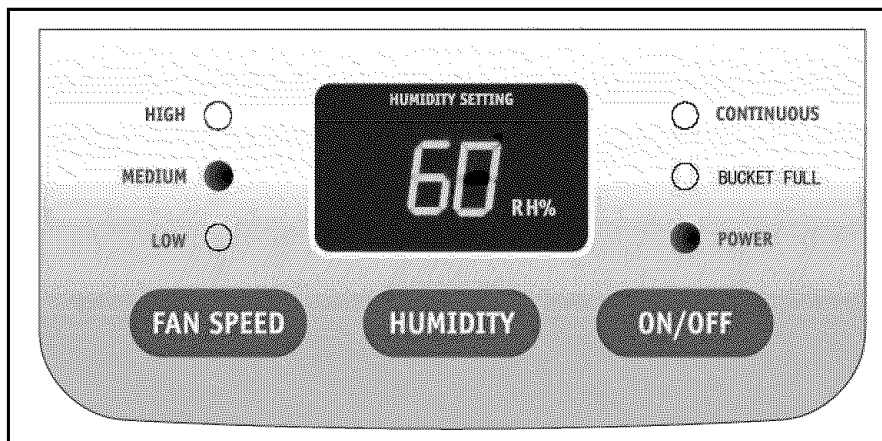 HUMIDITY SETTING
HIGH
CONTINUOUS
60
MEDIUM
BUCKET FULL
RH%
LOW
POWER
FAN SPEED
HUMIDITY
ON/OFF